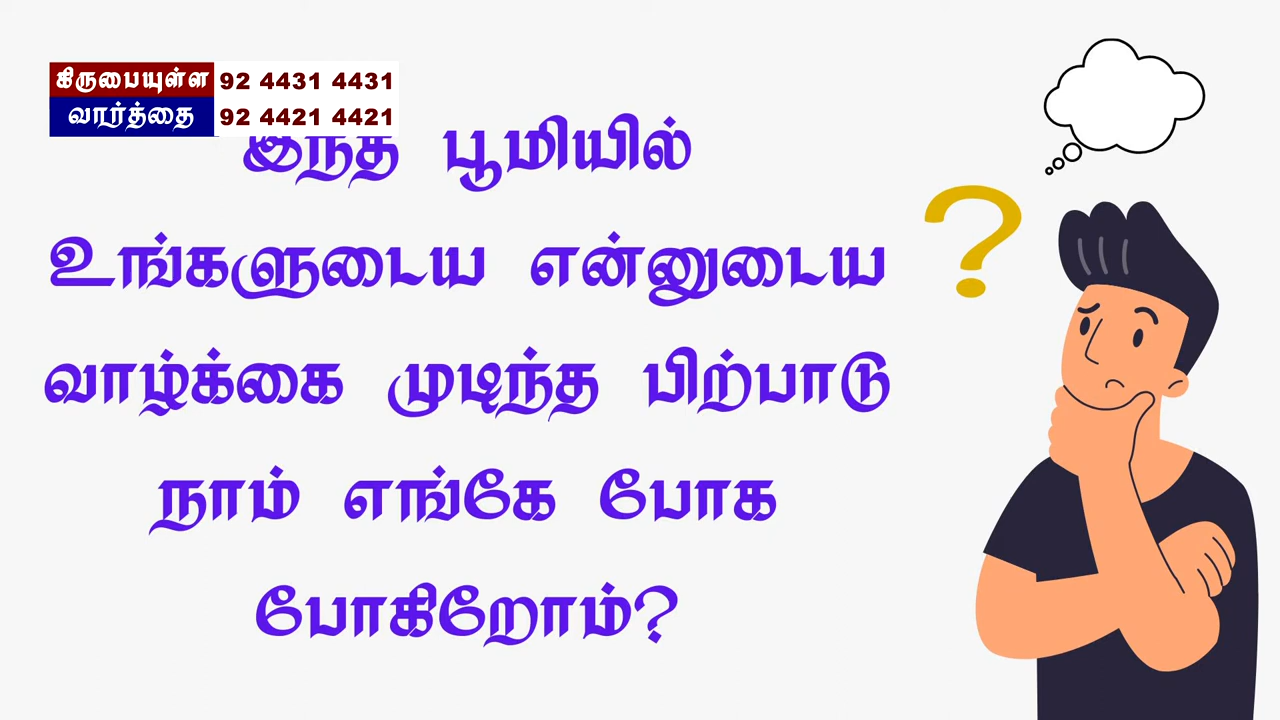 கிருபையுள்ள 92 4431 4431
வார்த்தை 92 4421 4421
இந்த பூமியில்
உங்களுடைய என்னுடைய
வாழ்க்கை முடிந்த பிற்பாடு
நாம் எங்கே போக
போகிறோம்?
?